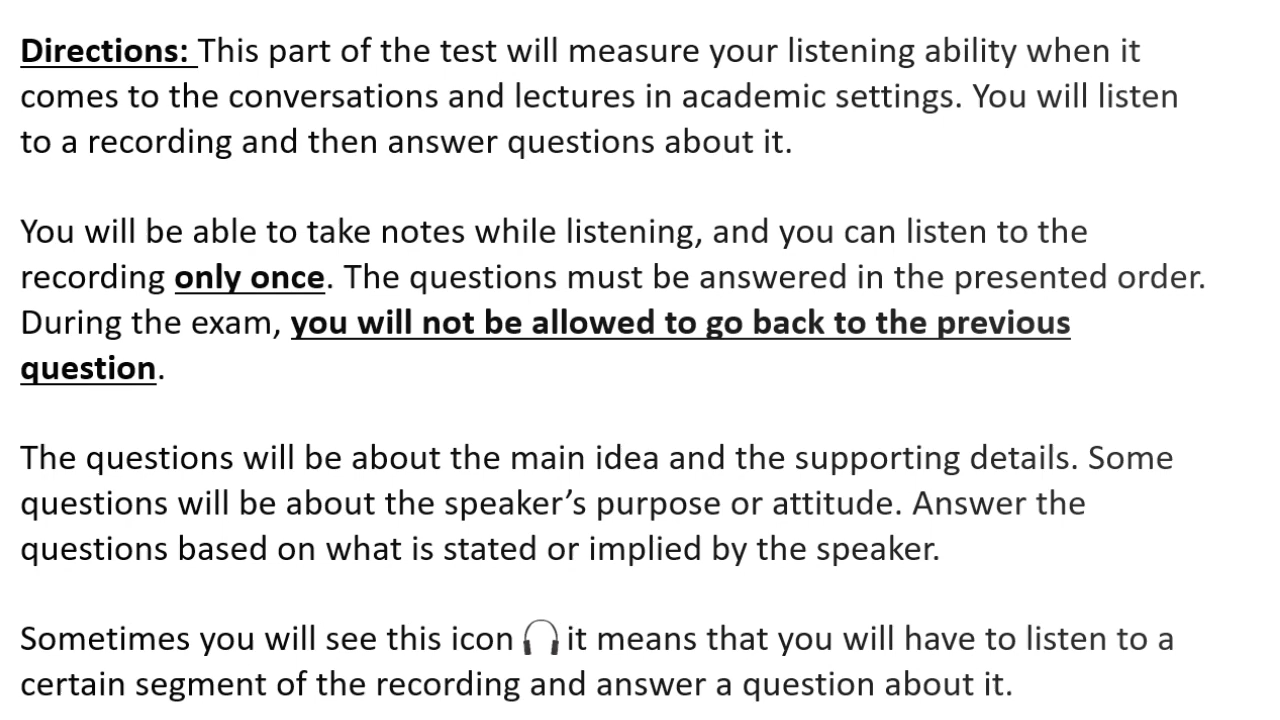 Directions: This part of the test will measure your listening ability when it
comes to the conversations and lectures in academic settings. You will listen
to a recording and then answer questions about it.
You will be able to take notes while listening, and you can listen to the
recording only once. The questions must be answered in the presented order.
During the exam, you will not be allowed to go back to the previous
question.
The questions will be about the main idea and the supporting details. Some
questions will be about the speaker’s purpose or attitude. Answer the
questions based on what is stated or implied by the speaker.
Sometimes you will see this icon it means that you will have to listen to a
certain segment of the recording and answer a question about it.